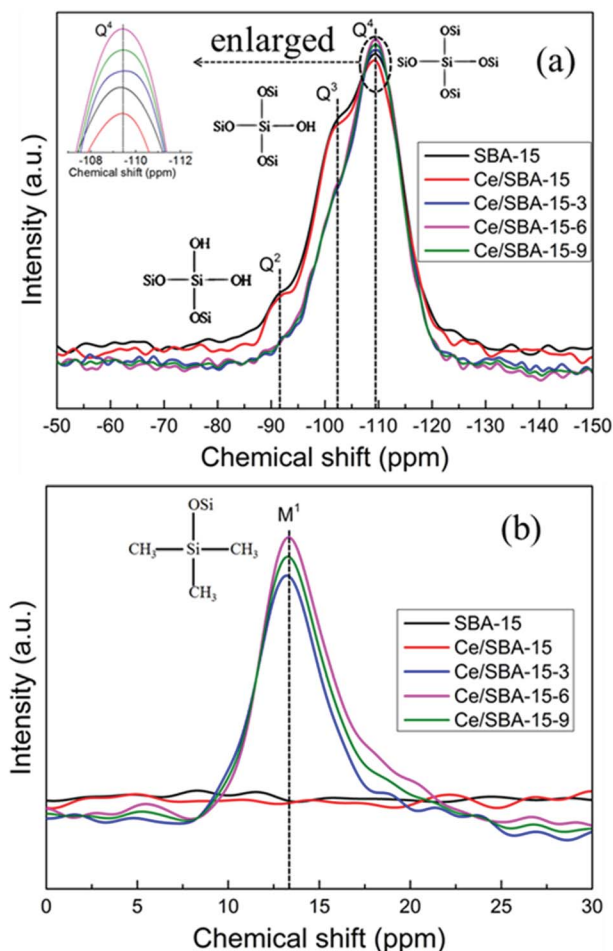 Q⁴
enlarged
Q⁴
(a)
-108 -110 -112
Chemical shift (ppm)
OSi
SiO Si OSi
OSi
Q³
OSi
SiO Si OH
OSi
SBA-15
Ce/SBA-15
Ce/SBA-15-3
Ce/SBA-15-6
Ce/SBA-15-9
OH
SiO Si OH
OSi
Q²
Intensity (a.u.)
-50 -60 -70 -80 -90 -100 -110 -120 -130 -140 -150
Chemical shift (ppm)
OSi
CH₃ Si CH₃
CH₃
M¹
(b)
SBA-15
Ce/SBA-15
Ce/SBA-15-3
Ce/SBA-15-6
Ce/SBA-15-9
Intensity (a.u.)
0 5 10 15 20 25 30
Chemical shift (ppm)